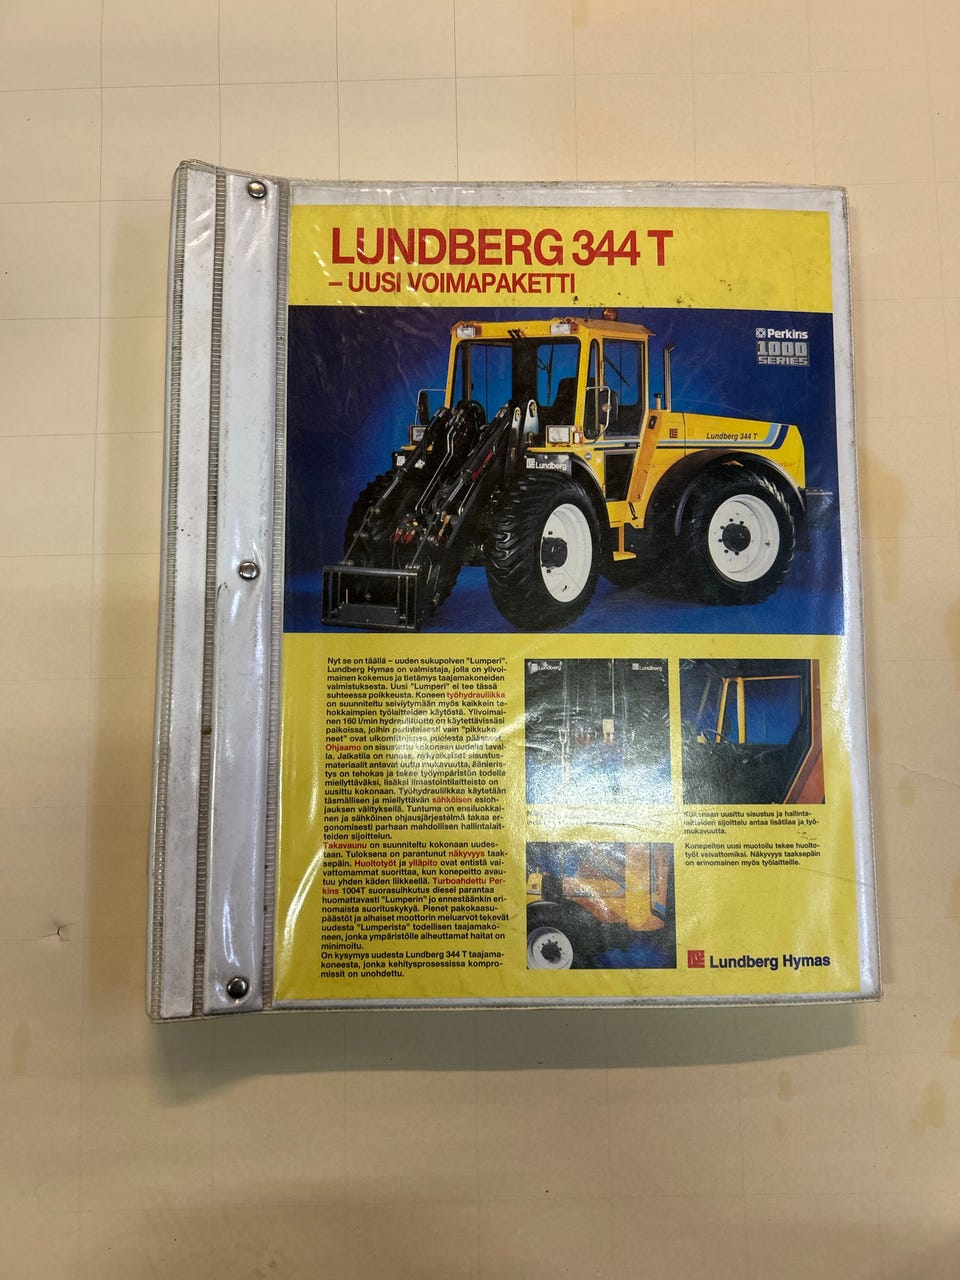 LUNDBERG 344 T
– UUSI VOIMAPAKETTI
Perkins
1000
SERIES
Lundberg 344 T
Lundberg
Nyt se on täällä – uuden sukupolven "Lumperi".
Lundberg Hymas on valmistaja, jolla on ylivoi-
mainen kokemus ja tietämys taajamakoneiden
valmistuksesta. Uusi "Lumperi" ei tee tässä
suhteessa poikkeusta. Koneen työhydrauliikka
on suunniteltu selviytymään myös kaikkein te-
hokkaimpien työlaitteiden käytöstä. Ylivoimai-
nen 160 l/min hydraulituotto on käytettävissäsi
paikoissa, joihin perinteisesti vain "pikkuko-
neet" ovat ulkomittojensa puolesta päässeet.
Ohjaamo on sisustettu kokonaan uudella taval-
la. Jalkatila on runsas, nykyaikaiset sisustus-
materiaalit antavat uutta mukavuutta, äänieris-
tys on tehokas ja tekee työympäristön todella
miellyttäväksi, lisäksi ilmastointilaitteisto on
uusittu kokonaan. Työhydrauliikkaa käytetään
täsmällisen ja miellyttävän sähköisen esioh-
jauksen välityksellä. Tuntuma on ensiluokkai-
nen ja sähköinen ohjausjärjestelmä takaa er-
gonomisesti parhaan mahdollisen hallintalait-
teiden sijoittelun.
Takavaunu on suunniteltu kokonaan uudes-
taan. Tuloksena on parantunut näkyvyys taak-
sepäin. Huoltotyöt ja ylläpito ovat entistä vai-
vattomammat suorittaa, kun konepeitto avau-
tuu yhden käden liikkeellä. Turboahdettu Per-
kins 1004T suorasuihkutus diesel parantaa
huomattavasti "Lumperin" jo ennestäänkin eri-
nomaista suorituskykyä. Pienet pakokaasu-
päästöt ja alhaiset moottorin meluarvot tekevät
uudesta "Lumperista" todellisen taajamako-
neen, jonka ympäristölle aiheuttamat haitat on
minimoitu.
On kysymys uudesta Lundberg 344 T taajama-
koneesta, jonka kehitysprosessissa kompro-
missit on unohdettu.
Lundberg Lundberg
Kokonaan uusittu sisustus ja hallinta-
laitteiden sijoittelu antaa lisätilaa ja työ-
mukavuutta.
Konepeiton uusi muotoilu tekee huolto-
työt vaivattomiksi. Näkyvyys taaksepäin
on erinomainen myös työlaitteille.
Lundberg Hymas